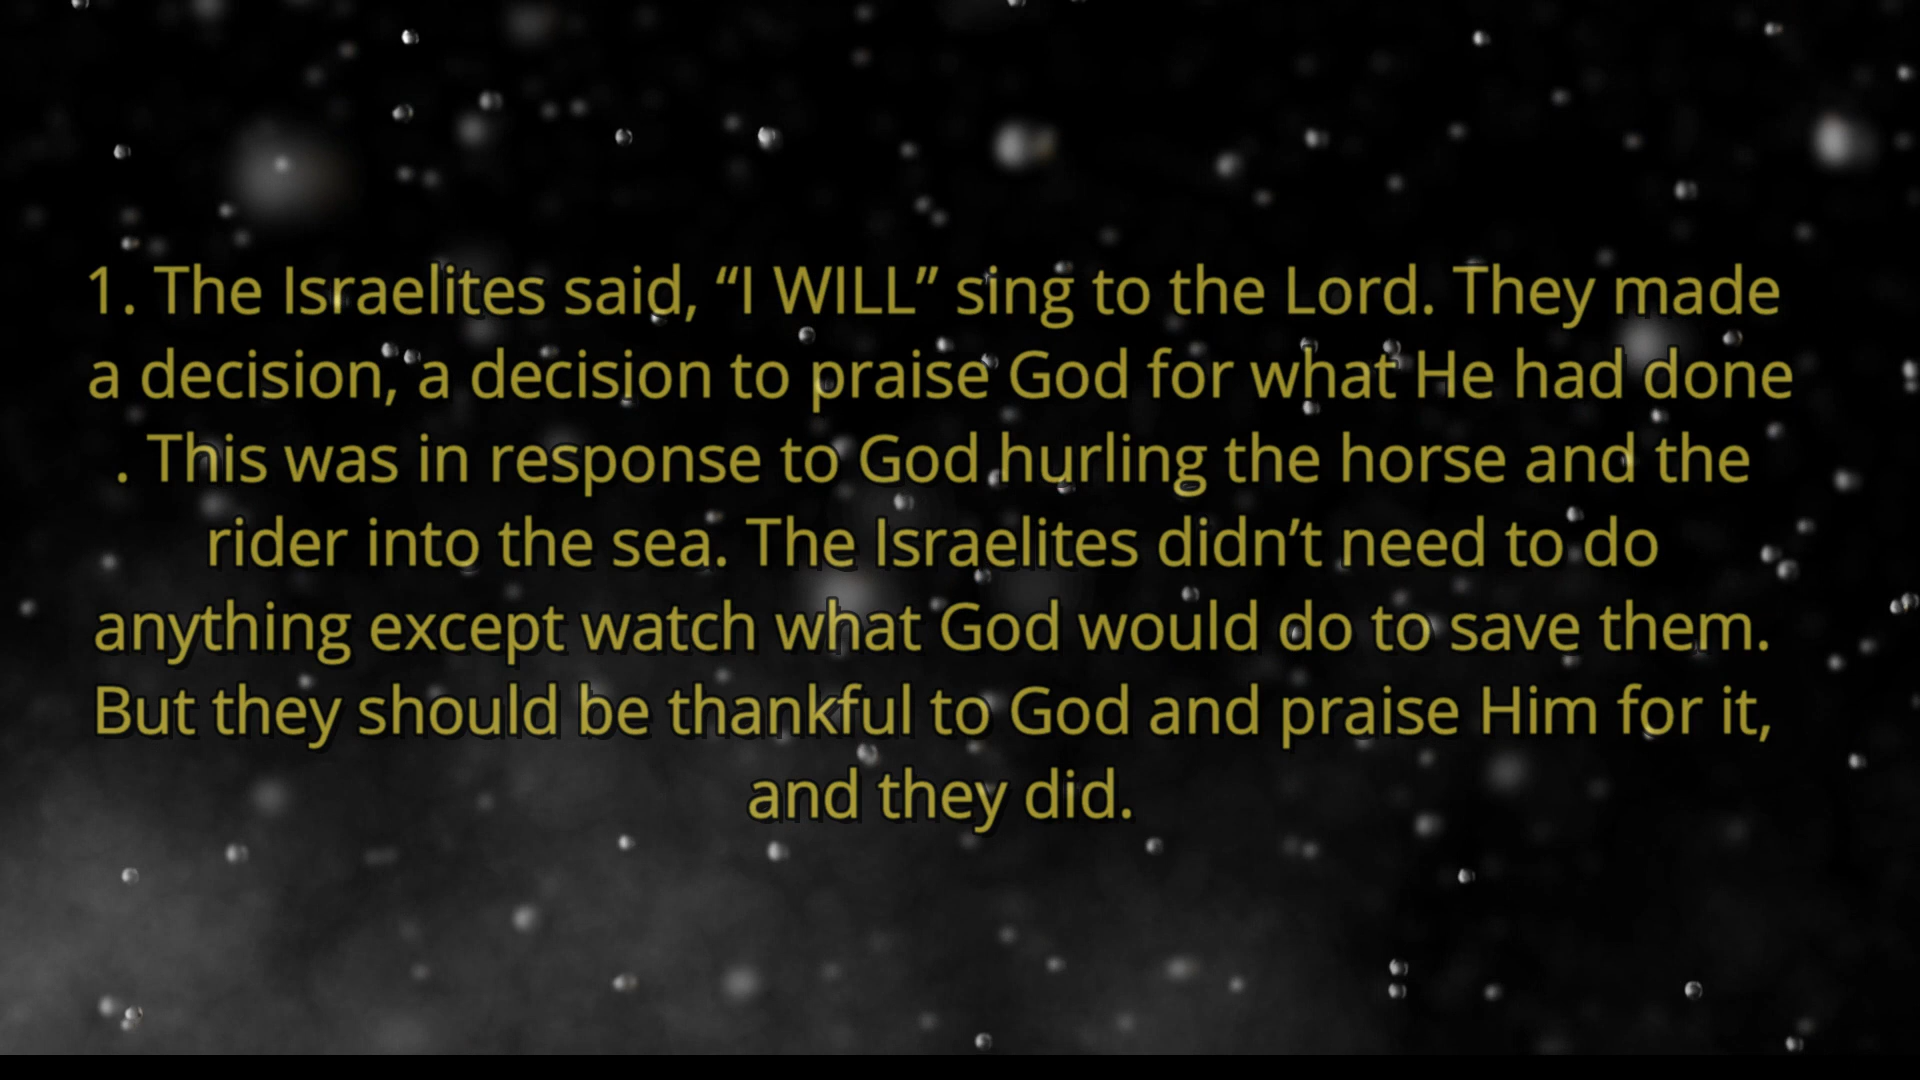 1. The Israelites said, “I WILL” sing to the Lord. They made
a decision, a decision to praise God for what He had done
. This was in response to God hurling the horse and the
rider into the sea. The Israelites didn’t need to do
anything except watch what God would do to save them.
But they should be thankful to God and praise Him for it,
and they did.